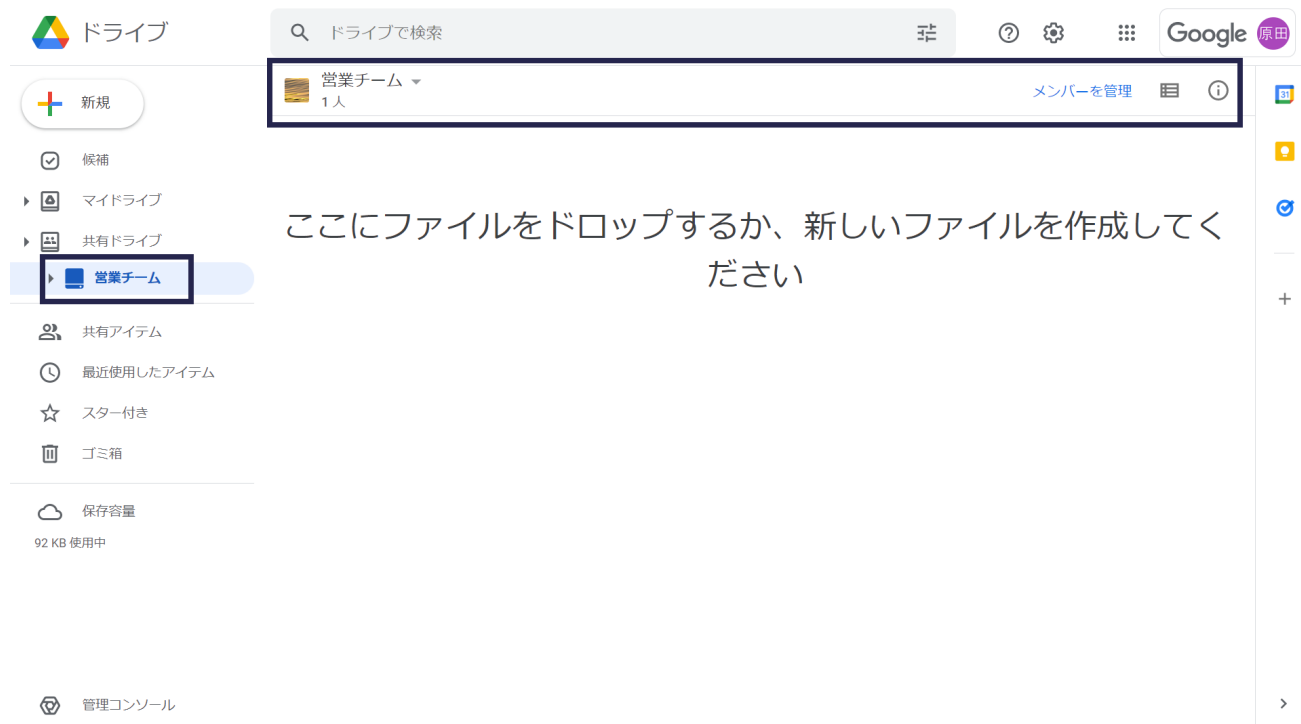 ドライブ
ドライブで検索
Google
原田
新規
営業チーム
1人
メンバーを管理
31
候補
マイドライブ
共有ドライブ
営業チーム
共有アイテム
最近使用したアイテム
スター付き
ゴミ箱
保存容量
92 KB 使用中
管理コンソール
ここにファイルをドロップするか、新しいファイルを作成してく
ださい